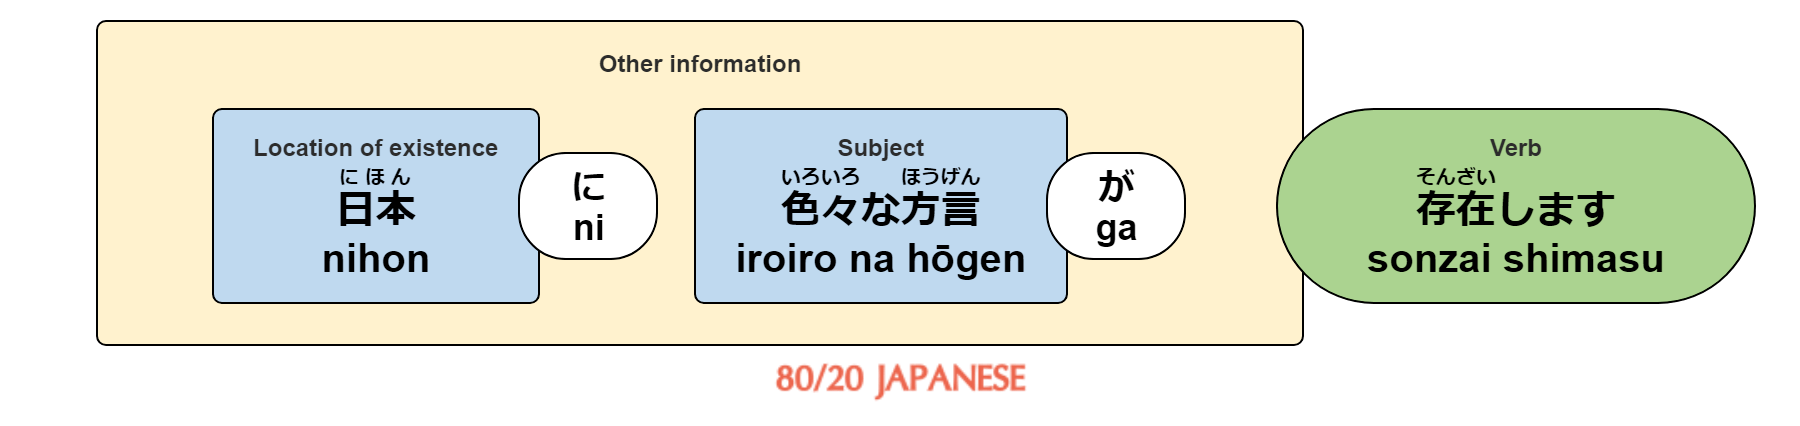 Other information
Location of existence
にほん
日本
nihon
に
ni
Subject
いろいろ ほうげん
色々な方言
iroiro na hōgen
が
ga
Verb
そんざい
存在します
sonzai shimasu
80/20 JAPANESE